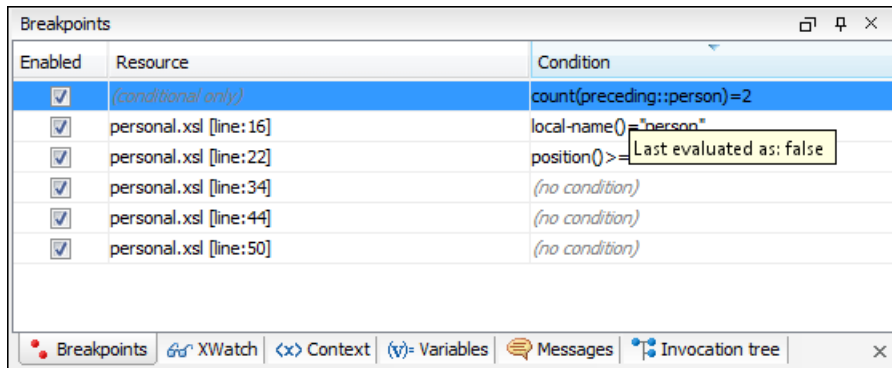 Breakpoints
Enabled Resource Condition
(conditional only) count(preceding::person)=2
personal.xsl [line:16] local-name()="person"
personal.xsl [line:22] position()>= Last evaluated as: false
personal.xsl [line:34] (no condition)
personal.xsl [line:44] (no condition)
personal.xsl [line:50] (no condition)
Breakpoints XWatch <x> Context (v)= Variables Messages Invocation tree